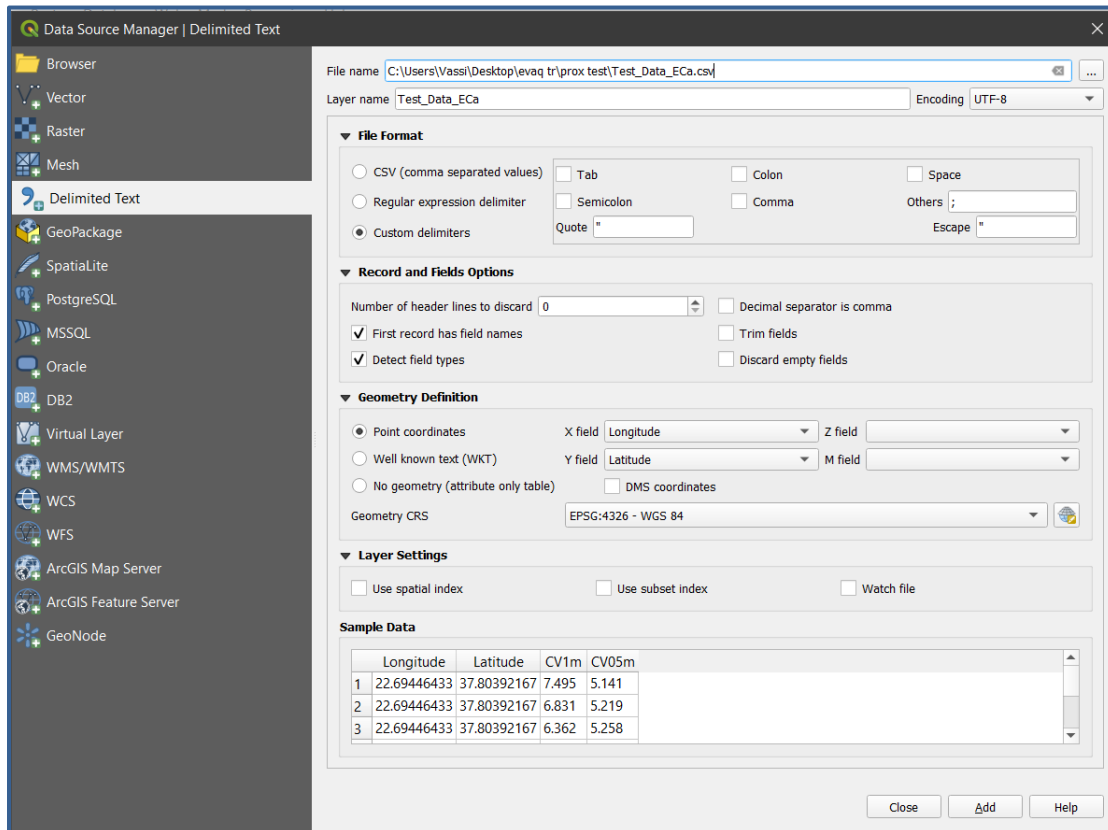 Data Source Manager | Delimited Text
Browser
Vector
Raster
Mesh
Delimited Text
GeoPackage
SpatiaLite
PostgreSQL
MSSQL
Oracle
DB2 DB2
Virtual Layer
WMS/WMTS
WCS
WFS
ArcGIS Map Server
ArcGIS Feature Server
GeoNode
File name C:\Users\Vassi\Desktop\evaq tr\prox test\Test_Data_ECa.csv ...
Layer name Test_Data_ECa Encoding UTF-8
File Format
CSV (comma separated values) Tab Colon Space
Regular expression delimiter Semicolon Comma Others ;
Custom delimiters Quote " Escape "
Record and Fields Options
Number of header lines to discard 0 Decimal separator is comma
First record has field names Trim fields
Detect field types Discard empty fields
Geometry Definition
Point coordinates X field Longitude Z field
Well known text (WKT) Y field Latitude M field
No geometry (attribute only table) DMS coordinates
Geometry CRS EPSG:4326 - WGS 84
Layer Settings
Use spatial index Use subset index Watch file
Sample Data
Longitude Latitude CV1m CV05m
1 22.69446433 37.80392167 7.495 5.141
2 22.69446433 37.80392167 6.831 5.219
3 22.69446433 37.80392167 6.362 5.258
Close Add Help